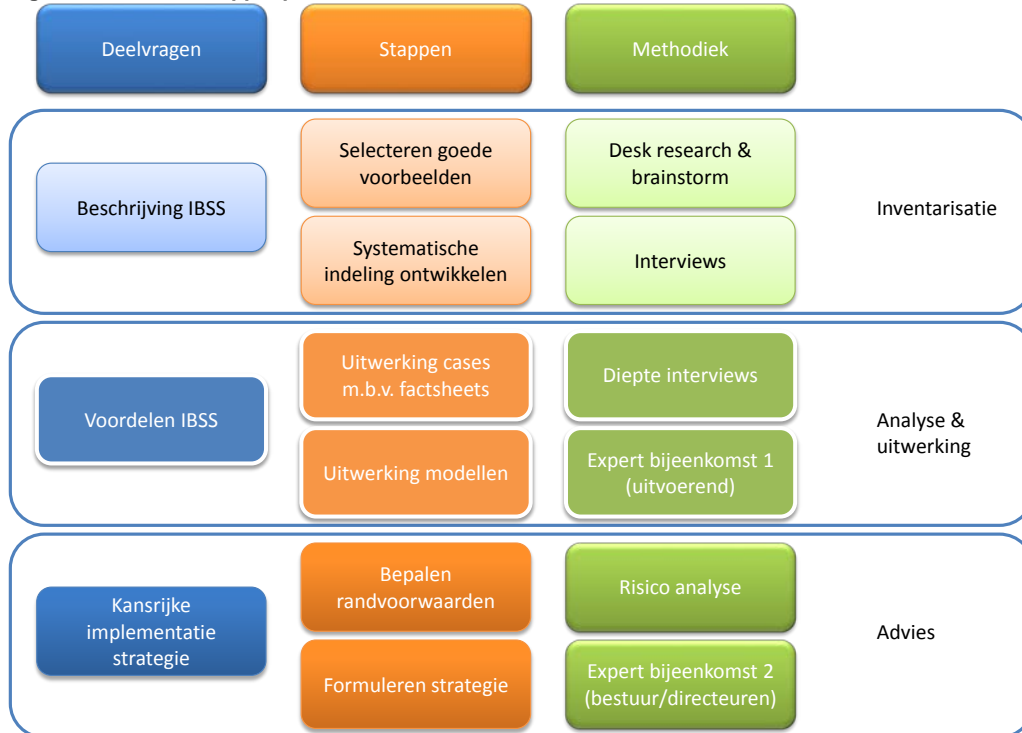 Deelvragen
Stappen
Methodiek
Beschrijving IBSS
Selecteren goede
voorbeelden
Desk research &
brainstorm
Systematische
indeling ontwikkelen
Interviews
Inventarisatie
Voordelen IBSS
Uitwerking cases
m.b.v. factsheets
Diepte interviews
Uitwerking modellen
Expert bijeenkomst 1
(uitvoerend)
Analyse &
uitwerking
Kansrijke
implementatie
strategie
Bepalen
randvoorwaarden
Risico analyse
Formuleren strategie
Expert bijeenkomst 2
(bestuur/directeuren)
Advies